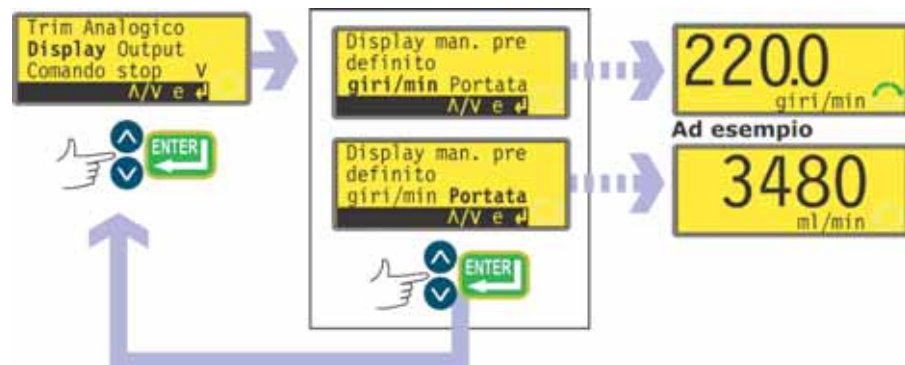 Trim Analogico
Display Output
Comando stop V
Λ/V e ↲
ENTER
Display man. pre
definito
giri/min Portata
Λ/V e ↲
Display man. pre
definito
giri/min Portata
Λ/V e ↲
ENTER
220.0
giri/min
Ad esempio
3480
ml/min